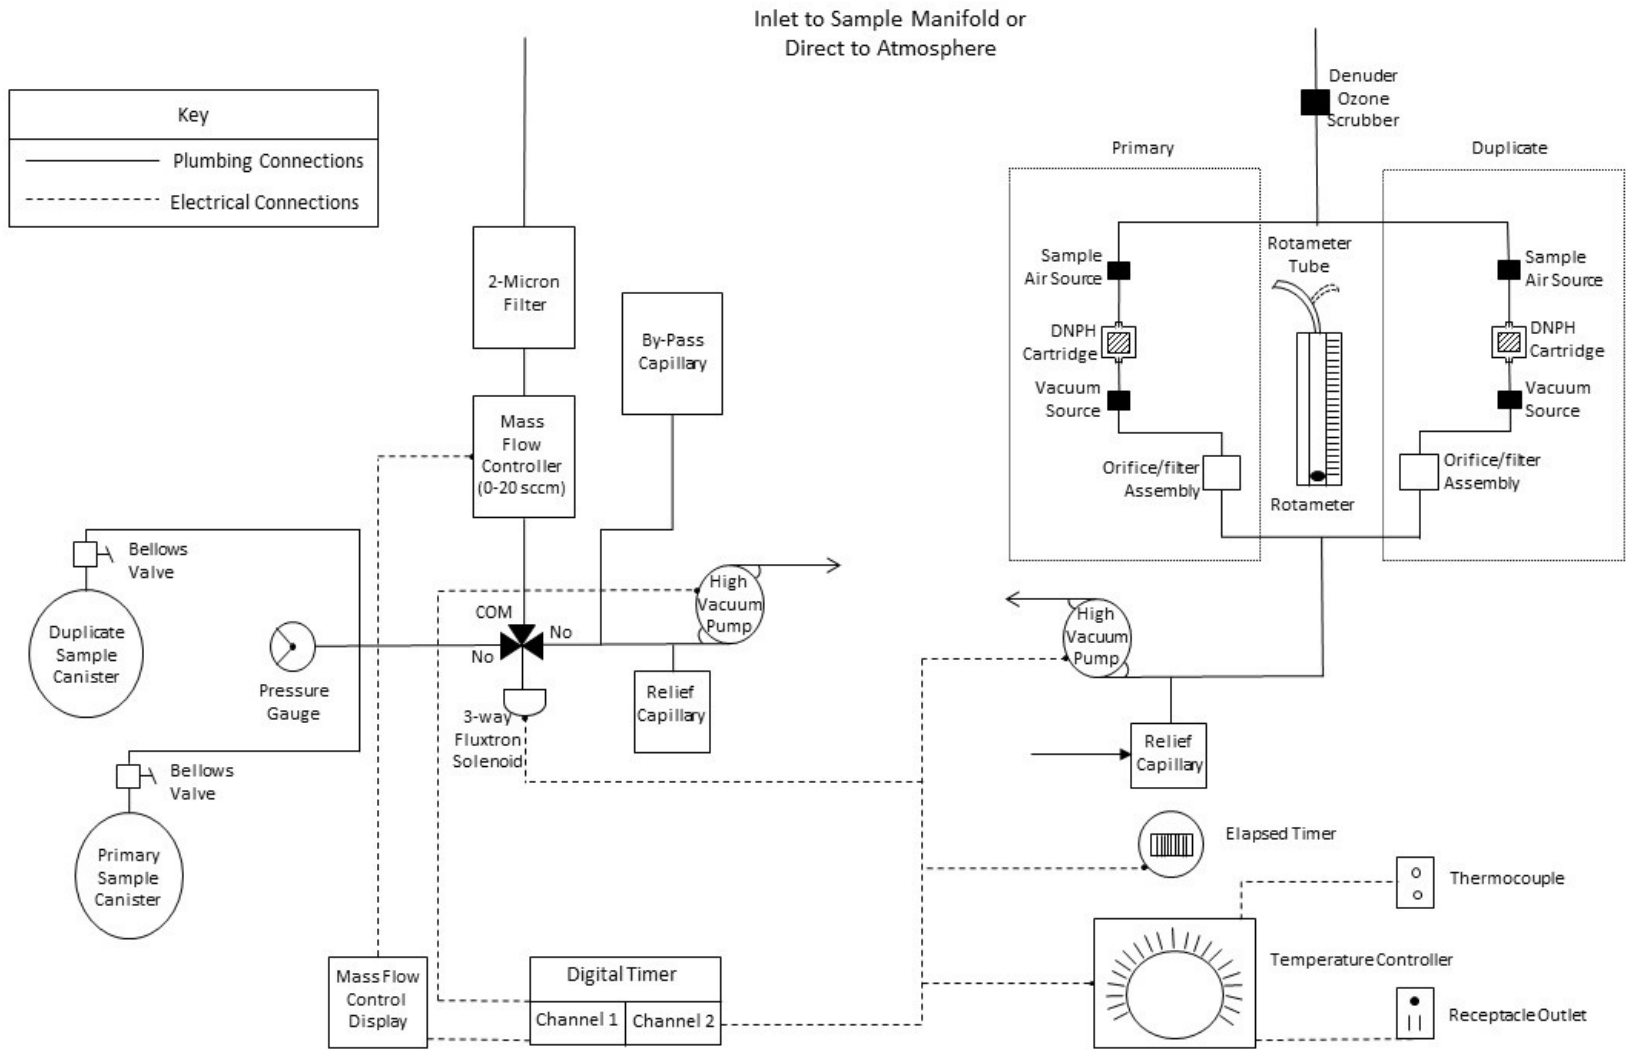 Inlet to Sample Manifold or
Direct to Atmosphere
Key
Plumbing Connections
Electrical Connections
2-Micron
Filter
By-Pass
Capillary
Mass
Flow
Controller
(0-20 sccm)
Bellows
Valve
Duplicate
Sample
Canister
Pressure
Gauge
COM
No
No
3-way
Fluxtron
Solenoid
High
Vacuum
Pump
Relief
Capillary
Bellows
Valve
Primary
Sample
Canister
Mass Flow
Control
Display
Digital Timer
Channel 1
Channel 2
Denuder
Ozone
Scrubber
Primary
Duplicate
Sample
Air Source
DNPH
Cartridge
Vacuum
Source
Orifice/filter
Assembly
Rotameter
Tube
Rotameter
Sample
Air Source
DNPH
Cartridge
Vacuum
Source
Orifice/filter
Assembly
High
Vacuum
Pump
Relief
Capillary
Elapsed Timer
Thermocouple
Temperature Controller
Receptacle Outlet